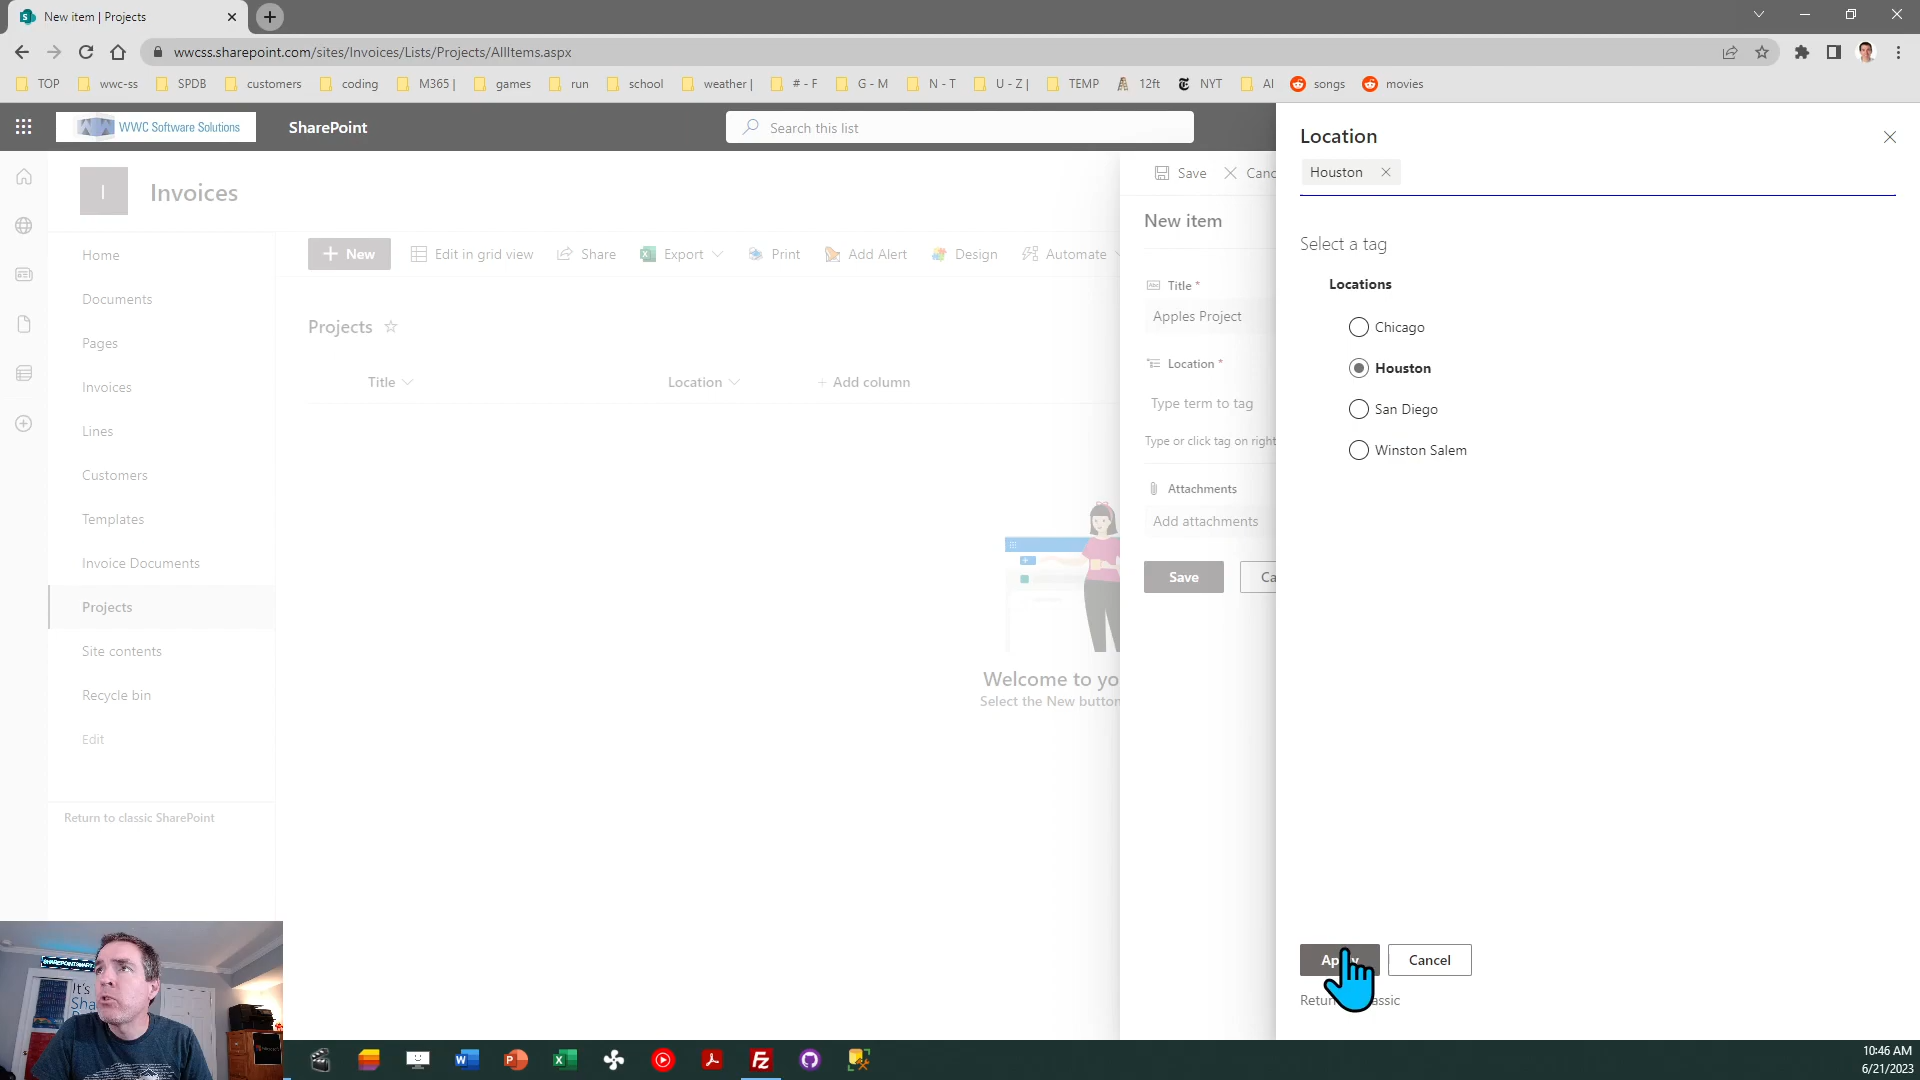 New item | Projects
wwcss.sharepoint.com/sites/Invoices/Lists/Projects/AllItems.aspx
TOP wwc-ss SPDB customers coding M365 | games run school weather | # - F G - M N - T U - Z | TEMP 12ft NYT AI songs movies
WWC Software Solutions SharePoint Search this list
Location
Houston
I Invoices
Save Canc
New item
Home
Documents
Pages
Invoices
Lines
Customers
Templates
Invoice Documents
Projects
Site contents
Recycle bin
Edit
Return to classic SharePoint
New Edit in grid view Share Export Print Add Alert Design Automate
Projects
Title Location + Add column
Welcome to yo
Select the New button
Title *
Apples Project
Location *
Type term to tag
Type or click tag on right
Attachments
Add attachments
Save Ca
Select a tag
Locations
Chicago
Houston
San Diego
Winston Salem
Cancel
It's
Sha
10:46 AM
6/21/2023